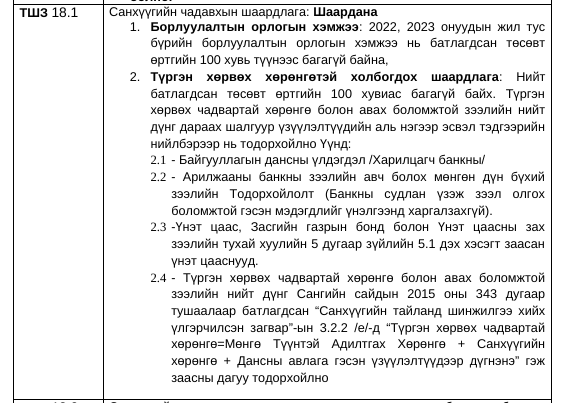 ТШЗ 18.1
Санхүүгийн чадавхын шаардлага: Шаардана
1. Борлуулалтын орлогын хэмжээ: 2022, 2023 онуудын жил тус
бүрийн борлуулалтын орлогын хэмжээ нь батлагдсан төсөвт
өртгийн 100 хувь түүнээс багагүй байна,
2. Түргэн хөрвөх хөрөнгөтэй холбогдох шаардлага: Нийт
батлагдсан төсөвт өртгийн 100 хувиас багагүй байх. Түргэн
хөрвөх чадвартай хөрөнгө болон авах боломжтой зээлийн нийт
дүнг дараах шалгуур үзүүлэлтүүдийн аль нэгээр эсвэл тэдгээрийн
нийлбэрээр нь тодорхойлно Үүнд:
2.1 - Байгууллагын дансны үлдэгдэл /Харилцагч банкны/
2.2 - Арилжааны банкны зээлийн авч болох мөнгөн дүн бүхий
зээлийн Тодорхойлолт (Банкны судлан үзэж зээл олгох
боломжтой гэсэн мэдэгдлийг үнэлгээнд харгалзахгүй).
2.3 -Үнэт цаас, Засгийн газрын бонд болон Үнэт цаасны зах
зээлийн тухай хуулийн 5 дугаар зүйлийн 5.1 дэх хэсэгт заасан
үнэт цааснууд.
2.4 - Түргэн хөрвөх чадвартай хөрөнгө болон авах боломжтой
зээлийн нийт дүнг Сангийн сайдын 2015 оны 343 дугаар
тушаалаар батлагдсан “Санхүүгийн тайланд шинжилгээ хийх
үлгэрчилсэн загвар”-ын 3.2.2 /е/-д “Түргэн хөрвөх чадвартай
хөрөнгө=Мөнгө Түүнтэй Адилтгах Хөрөнгө + Санхүүгийн
хөрөнгө + Дансны авлага гэсэн үзүүлэлтүүдээр дүгнэнэ” гэж
заасны дагуу тодорхойлно